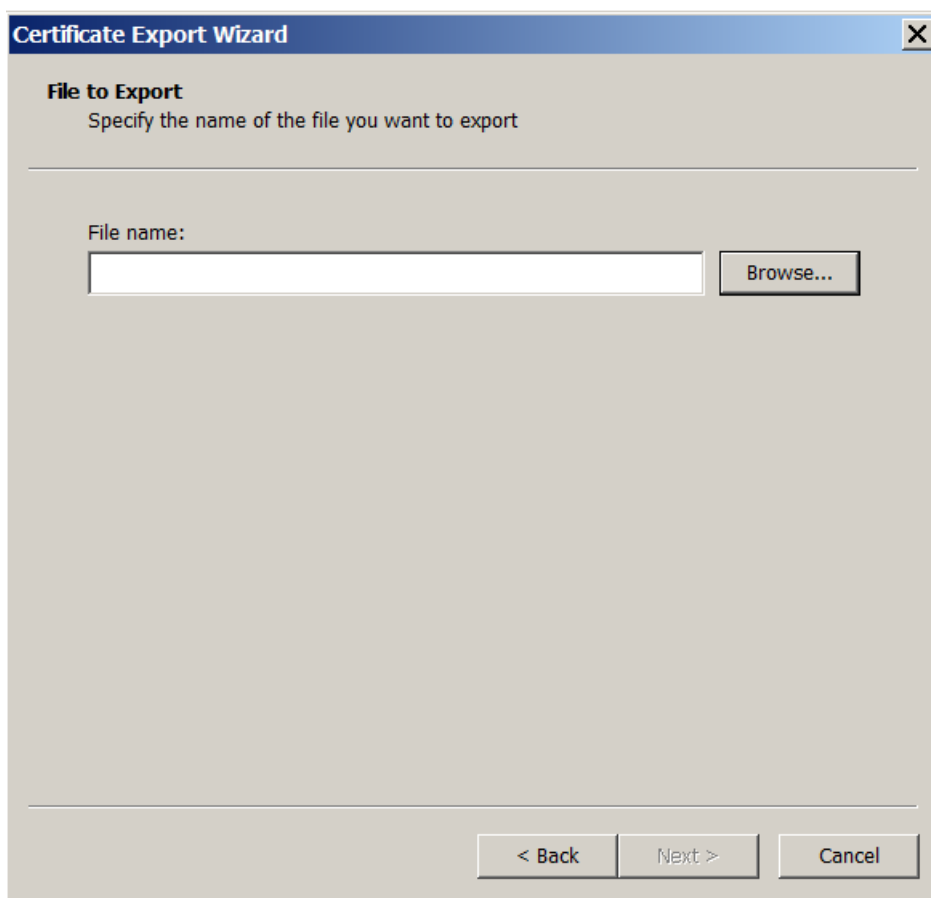 Certificate Export Wizard
File to Export
Specify the name of the file you want to export
File name:
Browse...
< Back
Next >
Cancel